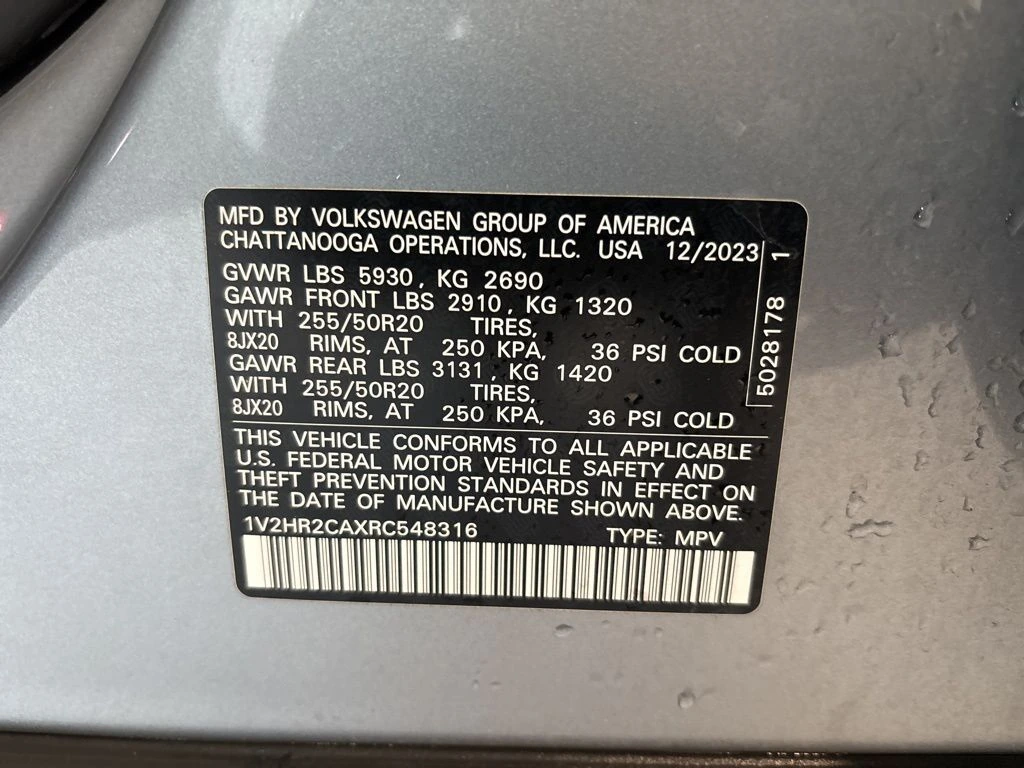 MFD BY VOLKSWAGEN GROUP OF AMERICA
CHATTANOOGA OPERATIONS, LLC. USA 12/2023
GVWR LBS 5930, KG 2690
GAWR FRONT LBS 2910, KG 1320
WITH 255/50R20 TIRES,
8JX20 RIMS, AT 250 KPA, 36 PSI COLD
GAWR REAR LBS 3131, KG 1420
WITH 255/50R20 TIRES,
8JX20 RIMS, AT 250 KPA, 36 PSI COLD
5028178 1
THIS VEHICLE CONFORMS TO ALL APPLICABLE
U.S. FEDERAL MOTOR VEHICLE SAFETY AND
THEFT PREVENTION STANDARDS IN EFFECT ON
THE DATE OF MANUFACTURE SHOWN ABOVE.
1V2HR2CAXRC548316 TYPE: MPV